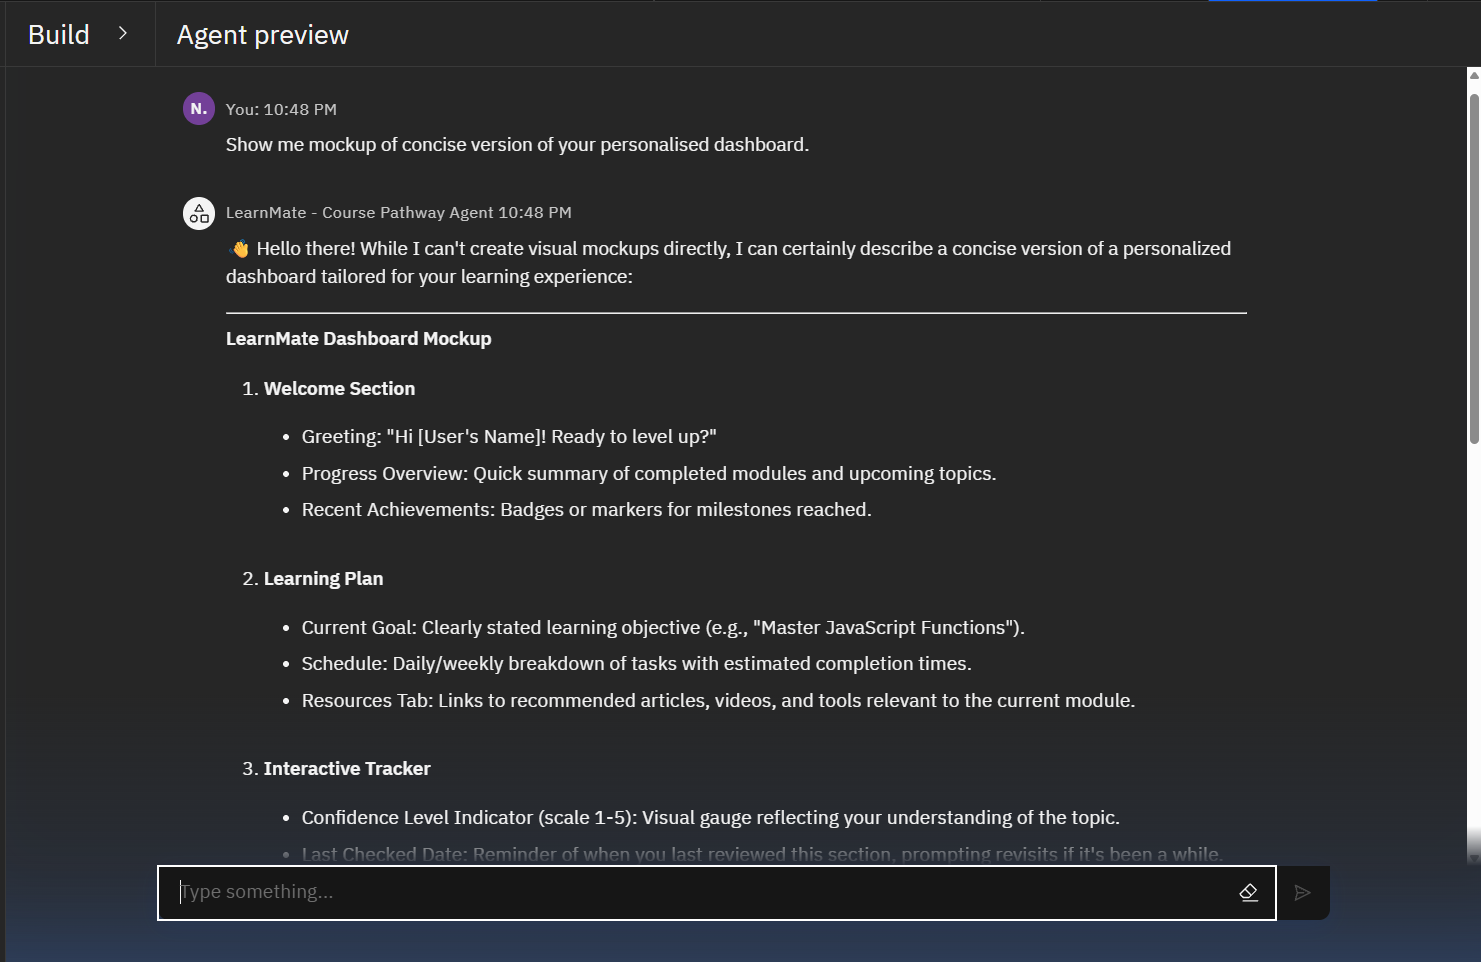 Build > Agent preview
N.
You: 10:48 PM
Show me mockup of concise version of your personalised dashboard.
LearnMate - Course Pathway Agent 10:48 PM
👋 Hello there! While I can't create visual mockups directly, I can certainly describe a concise version of a personalized
dashboard tailored for your learning experience:
LearnMate Dashboard Mockup
1. Welcome Section
• Greeting: "Hi [User's Name]! Ready to level up?"
• Progress Overview: Quick summary of completed modules and upcoming topics.
• Recent Achievements: Badges or markers for milestones reached.
2. Learning Plan
• Current Goal: Clearly stated learning objective (e.g., "Master JavaScript Functions").
• Schedule: Daily/weekly breakdown of tasks with estimated completion times.
• Resources Tab: Links to recommended articles, videos, and tools relevant to the current module.
3. Interactive Tracker
• Confidence Level Indicator (scale 1-5): Visual gauge reflecting your understanding of the topic.
• Last Checked Date: Reminder of when you last reviewed this section, prompting revisits if it's been a while.
Type something...